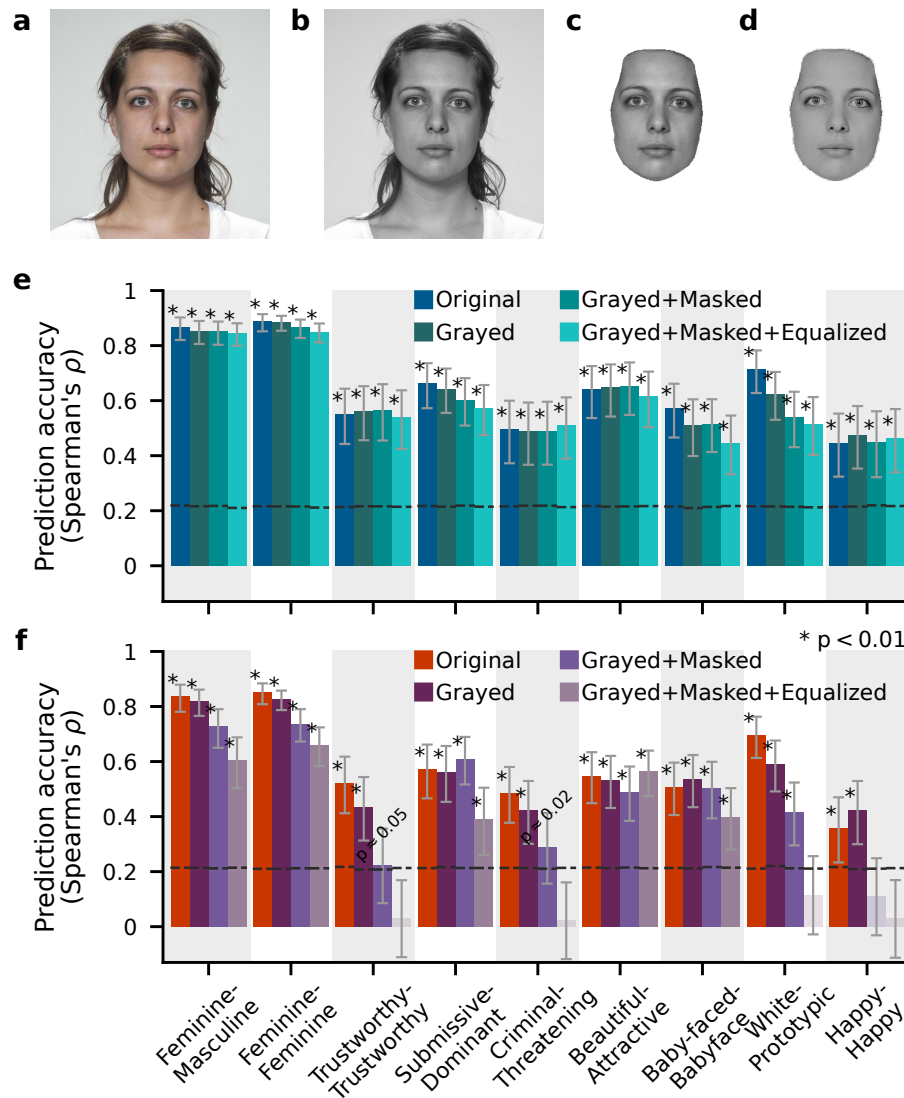 a
b
c
d
e
1
0.8
0.6
0.4
0.2
0
Prediction accuracy
(Spearman's ρ)
Original
Grayed
Grayed+Masked
Grayed+Masked+Equalized
* * * *
* * * *
* * * *
* * * *
* * * *
* * * *
* * * *
* * * *
* * * *
f
* p < 0.01
1
0.8
0.6
0.4
0.2
0
Prediction accuracy
(Spearman's ρ)
Original
Grayed
Grayed+Masked
Grayed+Masked+Equalized
* * * *
* * * *
* *
p ≈ 0.05
* * * *
* *
p ≈ 0.02
* * * *
* * * *
* * *
* *
Feminine-
Masculine
Feminine-
Feminine
Trustworthy-
Trustworthy
Submissive-
Dominant
Criminal-
Threatening
Beautiful-
Attractive
Baby-faced-
Babyface
White-
Prototypic
Happy-
Happy